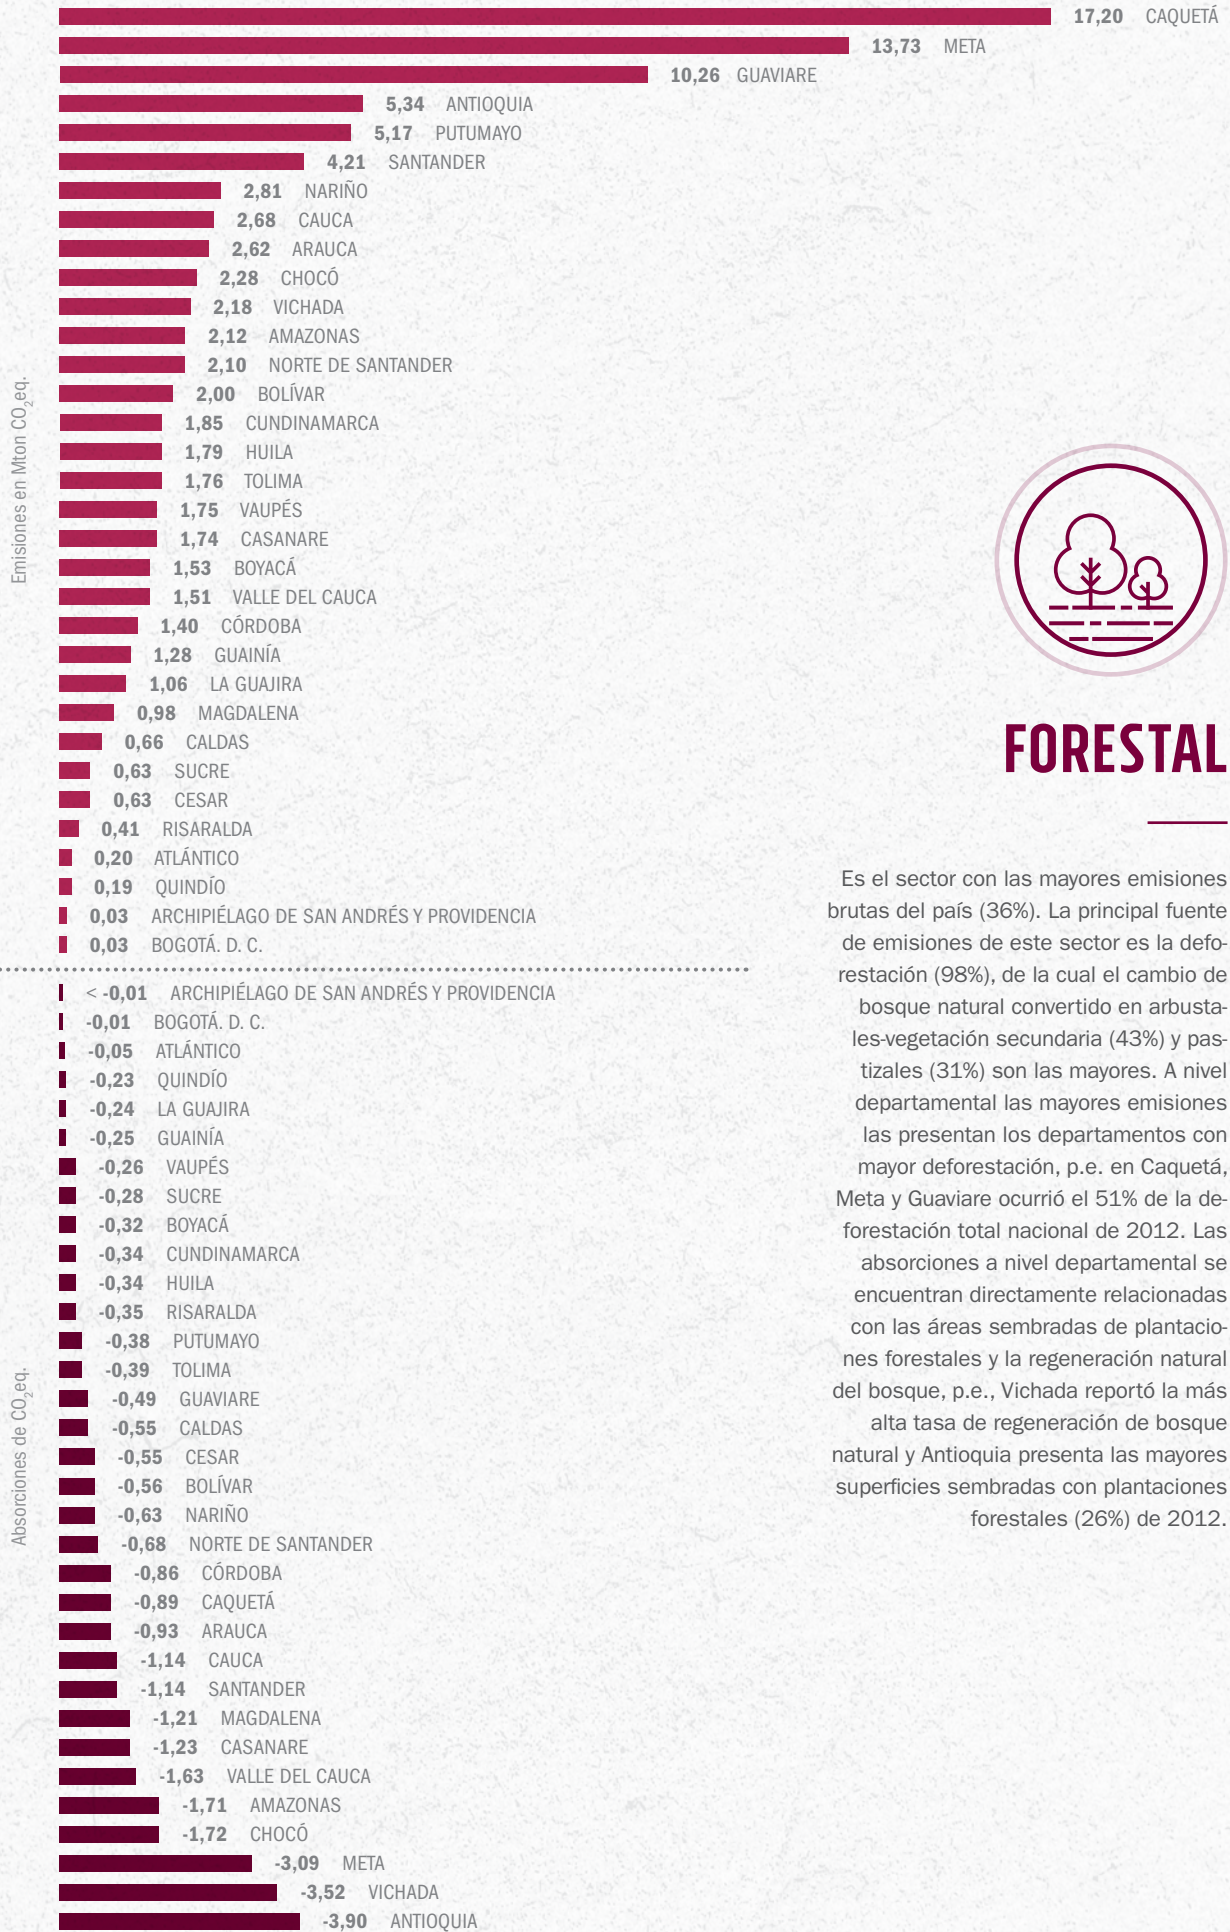 17,20 CAQUETÁ
13,73 META
10,26 GUAVIARE
5,34 ANTIOQUIA
5,17 PUTUMAYO
4,21 SANTANDER
2,81 NARIÑO
2,68 CAUCA
2,62 ARAUCA
2,28 CHOCÓ
2,18 VICHADA
2,12 AMAZONAS
2,10 NORTE DE SANTANDER
2,00 BOLÍVAR
1,85 CUNDINAMARCA
1,79 HUILA
1,76 TOLIMA
1,75 VAUPÉS
1,74 CASANARE
1,53 BOYACÁ
1,51 VALLE DEL CAUCA
1,40 CÓRDOBA
1,28 GUAINÍA
1,06 LA GUAJIRA
0,98 MAGDALENA
0,66 CALDAS
0,63 SUCRE
0,63 CESAR
0,41 RISARALDA
0,20 ATLÁNTICO
0,19 QUINDÍO
0,03 ARCHIPIÉLAGO DE SAN ANDRÉS Y PROVIDENCIA
0,03 BOGOTÁ. D. C.
Emisiones en Mton CO₂eq.
< -0,01 ARCHIPIÉLAGO DE SAN ANDRÉS Y PROVIDENCIA
-0,01 BOGOTÁ. D. C.
-0,05 ATLÁNTICO
-0,23 QUINDÍO
-0,24 LA GUAJIRA
-0,25 GUAINÍA
-0,26 VAUPÉS
-0,28 SUCRE
-0,32 BOYACÁ
-0,34 CUNDINAMARCA
-0,34 HUILA
-0,35 RISARALDA
-0,38 PUTUMAYO
-0,39 TOLIMA
-0,49 GUAVIARE
-0,55 CALDAS
-0,55 CESAR
-0,56 BOLÍVAR
-0,63 NARIÑO
-0,68 NORTE DE SANTANDER
-0,86 CÓRDOBA
-0,89 CAQUETÁ
-0,93 ARAUCA
-1,14 CAUCA
-1,14 SANTANDER
-1,21 MAGDALENA
-1,23 CASANARE
-1,63 VALLE DEL CAUCA
-1,71 AMAZONAS
-1,72 CHOCÓ
-3,09 META
-3,52 VICHADA
-3,90 ANTIOQUIA
Absorciones de CO₂eq.
FORESTAL
Es el sector con las mayores emisiones
brutas del país (36%). La principal fuente
de emisiones de este sector es la defo-
restación (98%), de la cual el cambio de
bosque natural convertido en arbusta-
les-vegetación secundaria (43%) y pas-
tizales (31%) son las mayores. A nivel
departamental las mayores emisiones
las presentan los departamentos con
mayor deforestación, p.e. en Caquetá,
Meta y Guaviare ocurrió el 51% de la de-
forestación total nacional de 2012. Las
absorciones a nivel departamental se
encuentran directamente relacionadas
con las áreas sembradas de plantacio-
nes forestales y la regeneración natural
del bosque, p.e., Vichada reportó la más
alta tasa de regeneración de bosque
natural y Antioquia presenta las mayores
superficies sembradas con plantaciones
forestales (26%) de 2012.